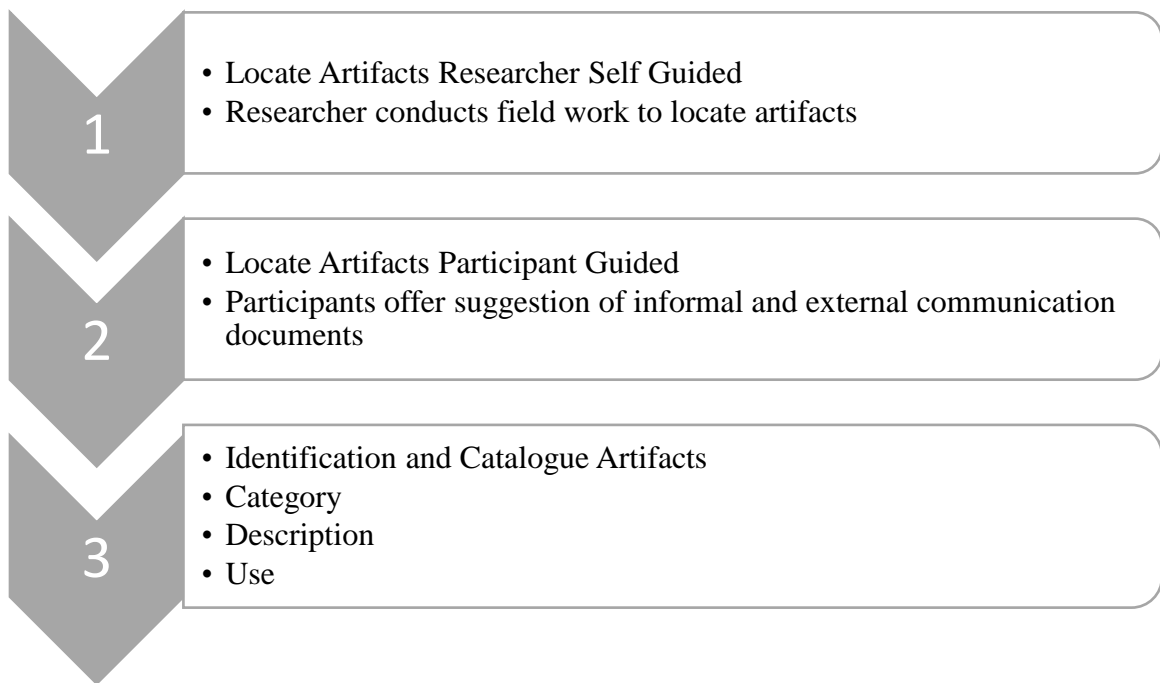 1
• Locate Artifacts Researcher Self Guided
• Researcher conducts field work to locate artifacts
2
• Locate Artifacts Participant Guided
• Participants offer suggestion of informal and external communication
documents
3
• Identification and Catalogue Artifacts
• Category
• Description
• Use